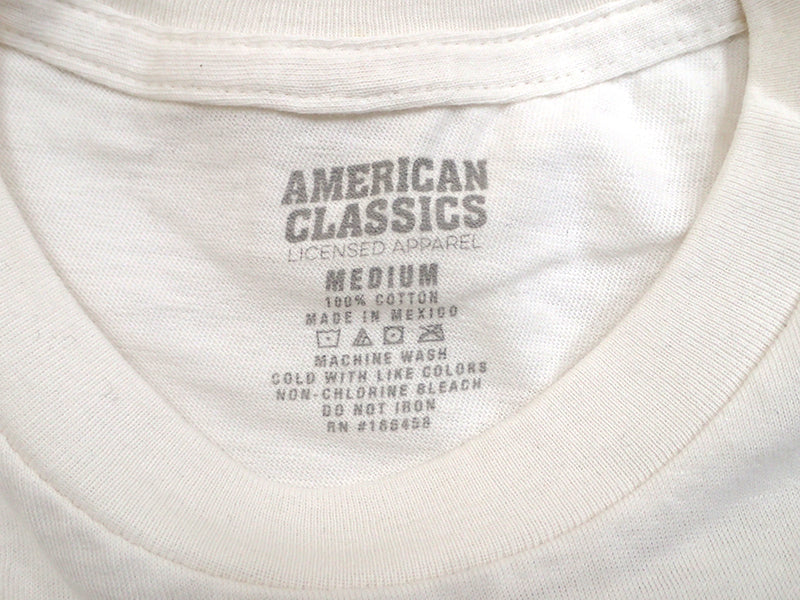 AMERICAN
CLASSICS
LICENSED APPAREL
MEDIUM
100% COTTON
MADE IN MEXICO
MACHINE WASH
COLD WITH LIKE COLORS
NON-CHLORINE BLEACH
DO NOT IRON
RN #